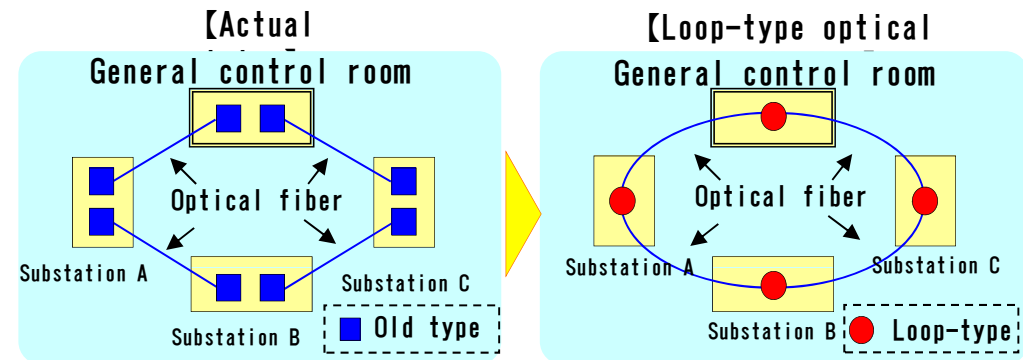 【Actual
General control room
Optical fiber
Substation A
Substation C
Substation B
Old type
【Loop-type optical
General control room
Optical fiber
Substation A
Substation C
Substation B
Loop-type